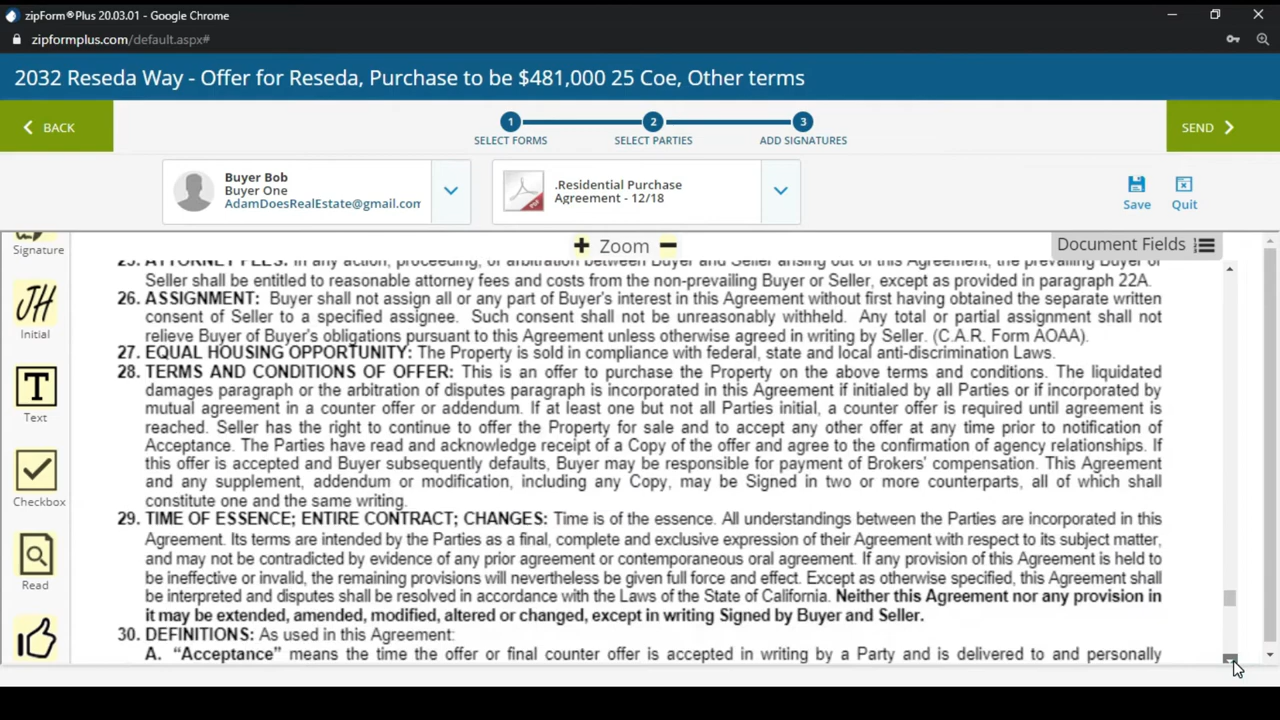 zipForm®Plus 20.03.01 - Google Chrome
zipformplus.com/default.aspx#
2032 Reseda Way - Offer for Reseda, Purchase to be $481,000 25 Coe, Other terms
BACK
1
2
3
SELECT FORMS
SELECT PARTIES
ADD SIGNATURES
SEND
Buyer Bob
Buyer One
AdamDoesRealEstate@gmail.com
.Residential Purchase
Agreement - 12/18
Save
Quit
Zoom
Document Fields
Signature
JH
Initial
T
Text
Checkbox
Read
25. ATTORNEY FEES: In any action, proceeding, or arbitration between Buyer and Seller arising out of this Agreement, the prevailing Buyer or
Seller shall be entitled to reasonable attorney fees and costs from the non-prevailing Buyer or Seller, except as provided in paragraph 22A.
26. ASSIGNMENT: Buyer shall not assign all or any part of Buyer's interest in this Agreement without first having obtained the separate written
consent of Seller to a specified assignee. Such consent shall not be unreasonably withheld. Any total or partial assignment shall not
relieve Buyer of Buyer's obligations pursuant to this Agreement unless otherwise agreed in writing by Seller. (C.A.R. Form AOAA).
27. EQUAL HOUSING OPPORTUNITY: The Property is sold in compliance with federal, state and local anti-discrimination Laws.
28. TERMS AND CONDITIONS OF OFFER: This is an offer to purchase the Property on the above terms and conditions. The liquidated
damages paragraph or the arbitration of disputes paragraph is incorporated in this Agreement if initialed by all Parties or if incorporated by
mutual agreement in a counter offer or addendum. If at least one but not all Parties initial, a counter offer is required until agreement is
reached. Seller has the right to continue to offer the Property for sale and to accept any other offer at any time prior to notification of
Acceptance. The Parties have read and acknowledge receipt of a Copy of the offer and agree to the confirmation of agency relationships. If
this offer is accepted and Buyer subsequently defaults, Buyer may be responsible for payment of Brokers' compensation. This Agreement
and any supplement, addendum or modification, including any Copy, may be Signed in two or more counterparts, all of which shall
constitute one and the same writing.
29. TIME OF ESSENCE; ENTIRE CONTRACT; CHANGES: Time is of the essence. All understandings between the Parties are incorporated in this
Agreement. Its terms are intended by the Parties as a final, complete and exclusive expression of their Agreement with respect to its subject matter,
and may not be contradicted by evidence of any prior agreement or contemporaneous oral agreement. If any provision of this Agreement is held to
be ineffective or invalid, the remaining provisions will nevertheless be given full force and effect. Except as otherwise specified, this Agreement shall
be interpreted and disputes shall be resolved in accordance with the Laws of the State of California. Neither this Agreement nor any provision in
it may be extended, amended, modified, altered or changed, except in writing Signed by Buyer and Seller.
30. DEFINITIONS: As used in this Agreement:
A. “Acceptance” means the time the offer or final counter offer is accepted in writing by a Party and is delivered to and personally